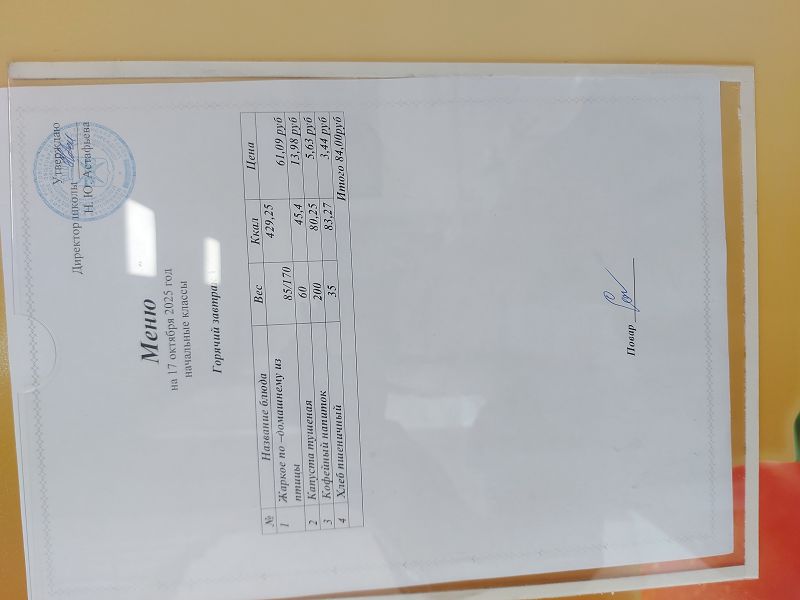 Утверждаю
Директор школы
Н. Ю. Астафьева
Меню
на 17 октября 2025 год
начальные классы
Горячий завтрак
№ Название блюда Вес Ккал Цена
1 Жаркое по –домашнему из птицы 85/170 429,25 61,09 руб
2 Капуста тушеная 60 45,4 13,98 руб
3 Кофейный напиток 200 80,25 5,63 руб
4 Хлеб пшеничный 35 83,27 3,44 руб
Итого 84,00руб
Повар